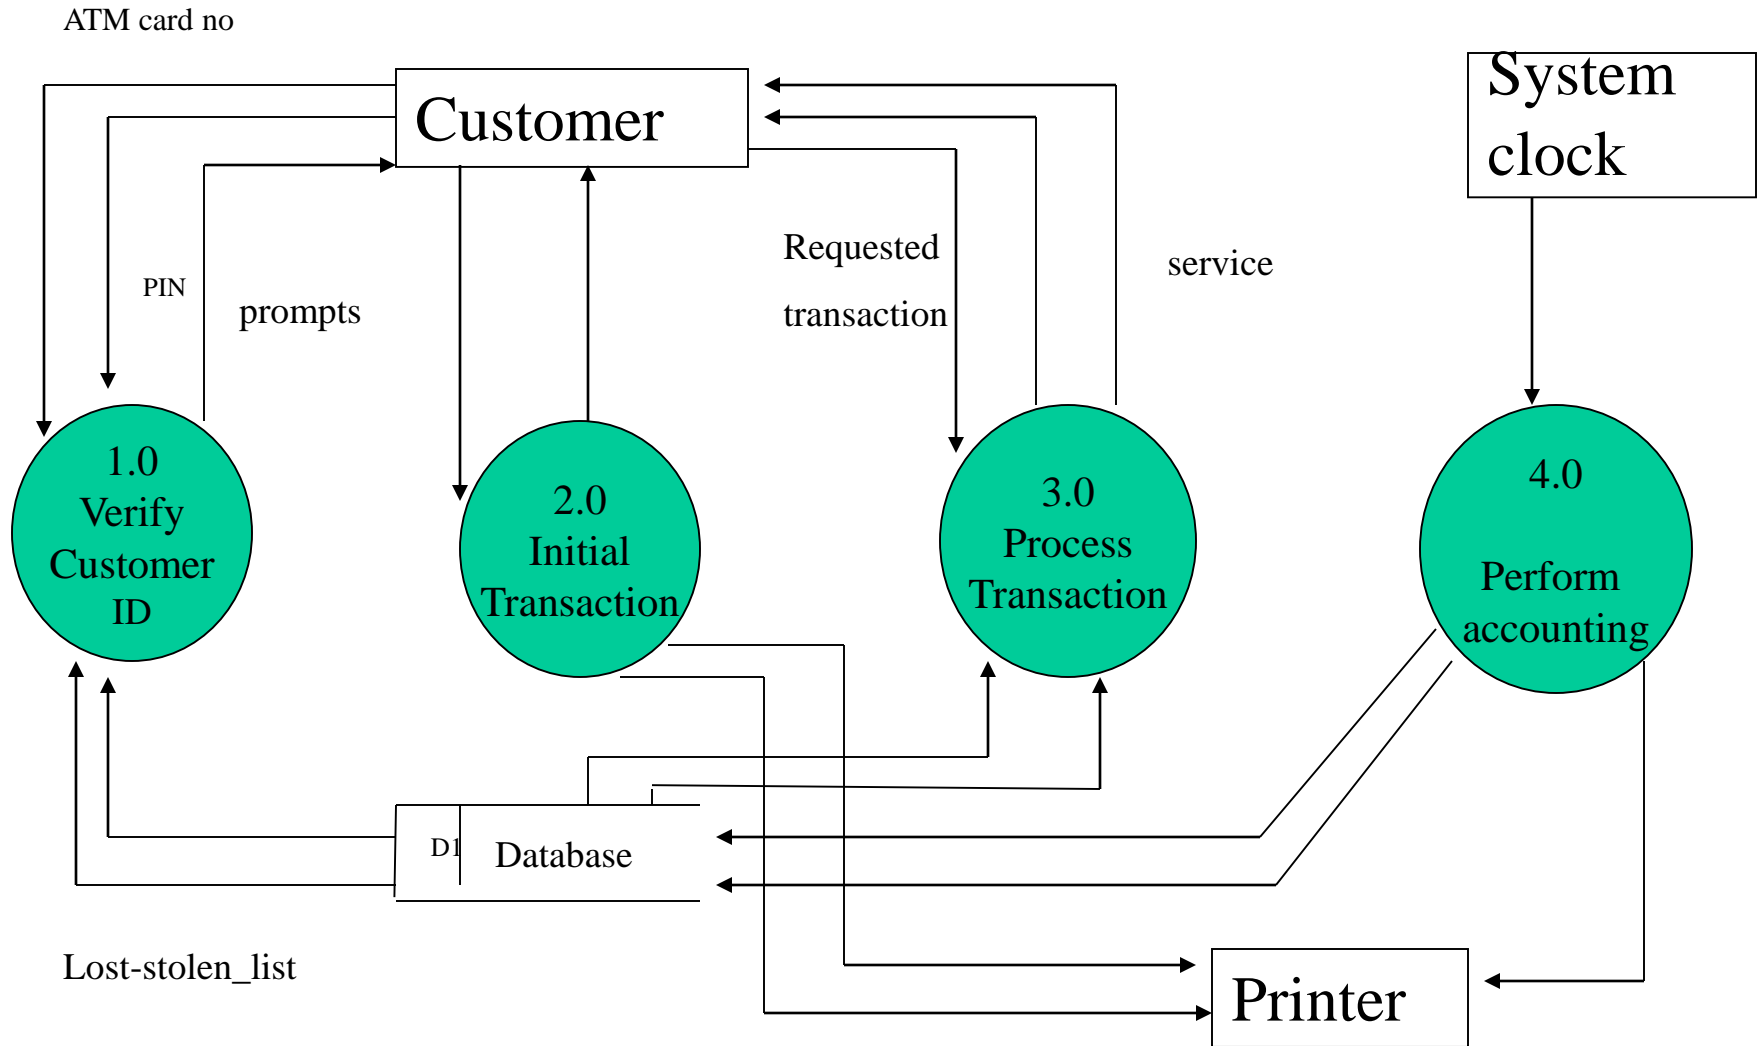 ATM card no
Customer
System
clock
PIN
prompts
Requested
transaction
service
1.0
Verify
Customer
ID
2.0
Initial
Transaction
3.0
Process
Transaction
4.0
Perform
accounting
D1
Database
Lost-stolen_list
Printer